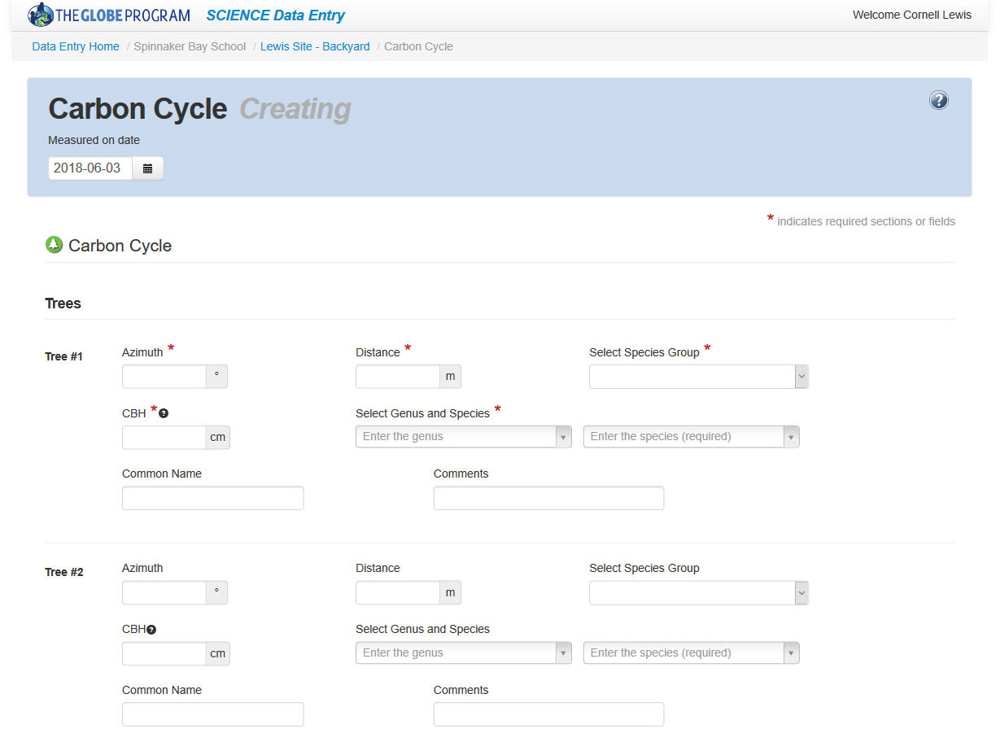 THE GLOBE PROGRAM SCIENCE Data Entry Welcome Cornell Lewis
Data Entry Home / Spinnaker Bay School / Lewis Site - Backyard / Carbon Cycle
Carbon Cycle Creating ?
Measured on date
2018-06-03
* indicates required sections or fields
Carbon Cycle
Trees
Tree #1 Azimuth * Distance * Select Species Group *
° m
CBH * ? Select Genus and Species *
cm Enter the genus Enter the species (required)
Common Name Comments
Tree #2 Azimuth Distance Select Species Group
° m
CBH ? Select Genus and Species
cm Enter the genus Enter the species (required)
Common Name Comments